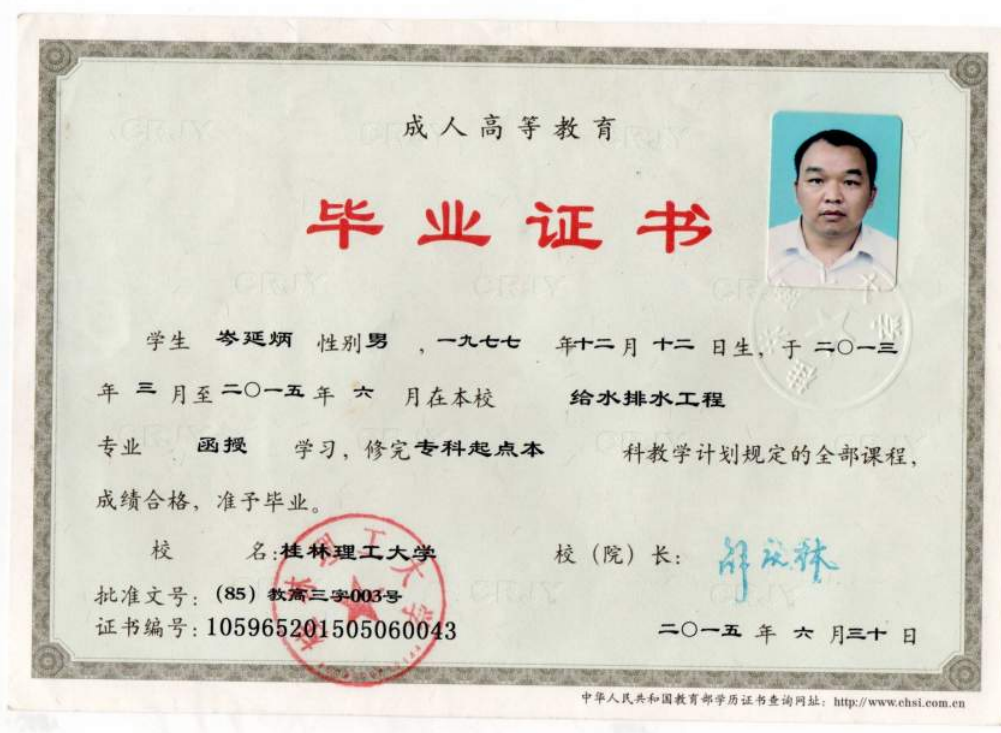 成人高等教育
毕业证书
学生 岑延炳 性别男 ，一九七七 年十二月 十二 日生，于 二〇一三
年 三 月至 二〇一五 年 六 月在本校 给水排水工程
专业 函授 学习，修完专科起点本 科教学计划规定的全部课程，
成绩合格，准予毕业。
校 名:桂林理工大学 校（院）长：
批准文号：(85) 教高三字003号
证书编号：105965201505060043 二〇一五 年 六 月三十 日
桂林理工大学
中华人民共和国教育部学历证书查询网址：http://www.chsi.com.cn